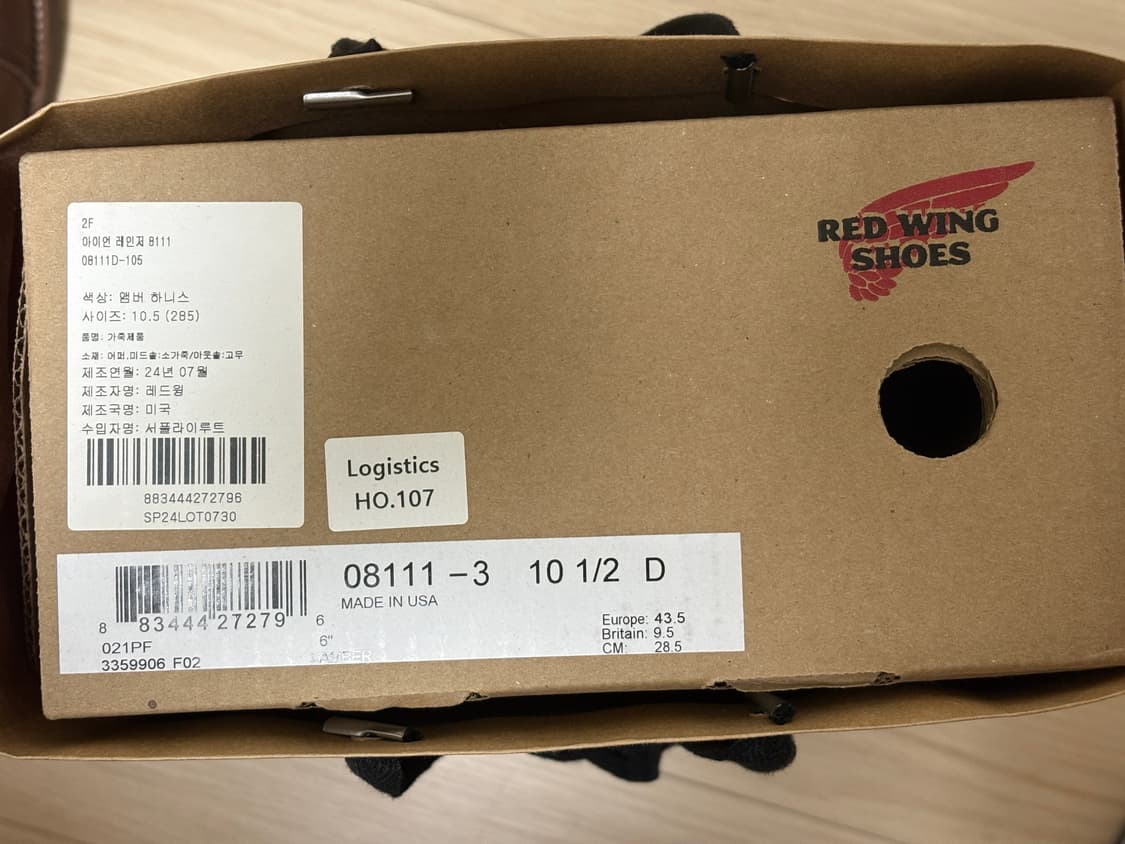 RED WING
SHOES
2F
아이언 레인저 8111
08111D-105
색상: 앰버 하니스
사이즈: 10.5 (285)
품명: 가죽제품
소재: 어퍼,미드솔:소가죽/아웃솔:고무
제조연월: 24년 07월
제조자명: 레드윙
제조국명: 미국
수입자명: 서플라이루트
883444272796
SP24LOT0730
Logistics
HO.107
08111 -3 10 1/2 D
MADE IN USA
8 83444 27279 6
6"
AMBER
021PF
3359906 F02
Europe: 43.5
Britain: 9.5
CM: 28.5